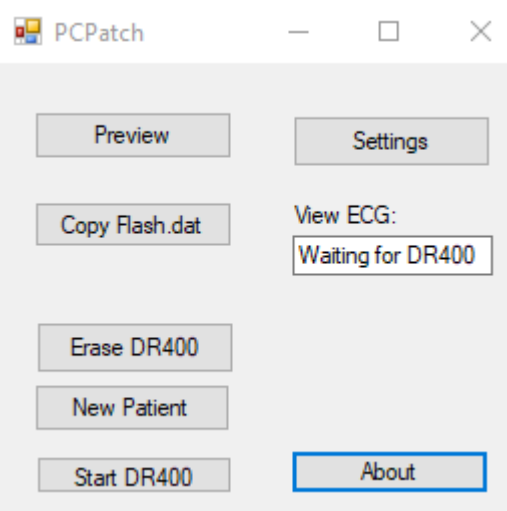 PCPatch
Preview
Settings
Copy Flash.dat
View ECG:
Waiting for DR400
Erase DR400
New Patient
Start DR400
About